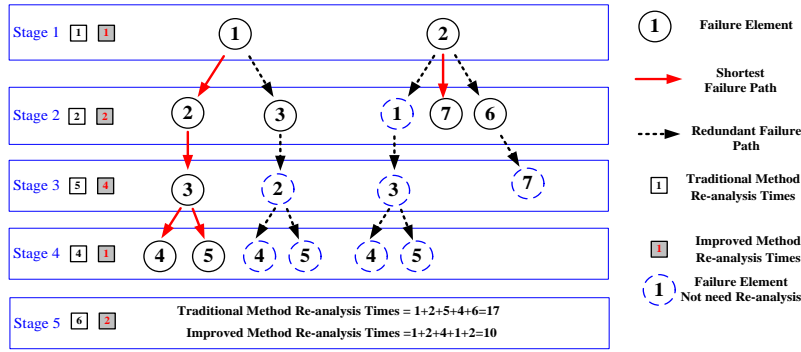 Stage 1 1 1 1 2
Stage 2 2 2 2 3 1 7 6
Stage 3 5 4 3 2 3 7
Stage 4 4 1 4 5 4 5 4 5
Stage 5 6 2
Traditional Method Re-analysis Times = 1+2+5+4+6=17
Improved Method Re-analysis Times =1+2+4+1+2=10
1 Failure Element
Shortest
Failure Path
Redundant Failure
Path
1 Traditional Method
Re-analysis Times
1 Improved Method
Re-analysis Times
1 Failure Element
Not need Re-analysis